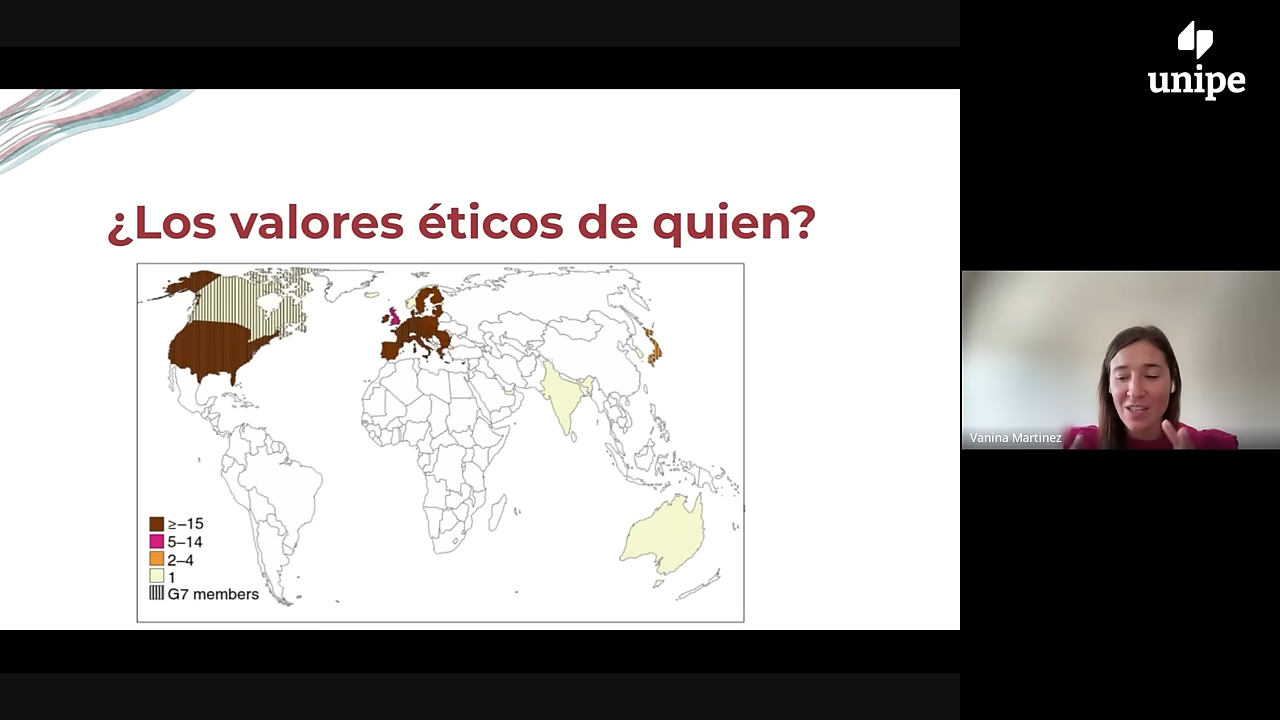 unipe
¿Los valores éticos de quien?
≥–15
5–14
2–4
1
G7 members
Vanina Martinez